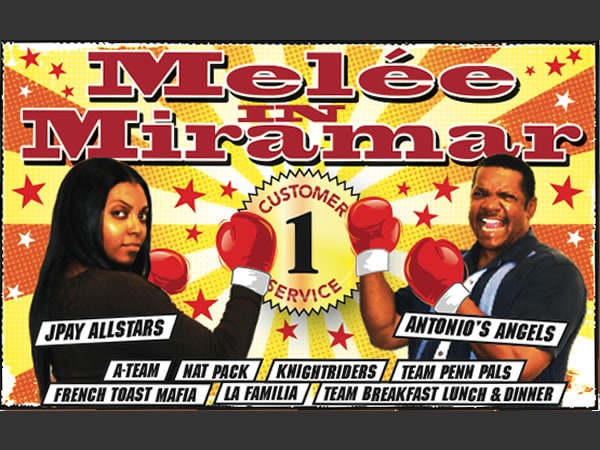 Melée
IN
Miramar
CUSTOMER
1
SERVICE
JPAY ALLSTARS
ANTONIO'S ANGELS
A-TEAM
NAT PACK
KNIGHTRIDERS
TEAM PENN PALS
FRENCH TOAST MAFIA
LA FAMILIA
TEAM BREAKFAST LUNCH & DINNER